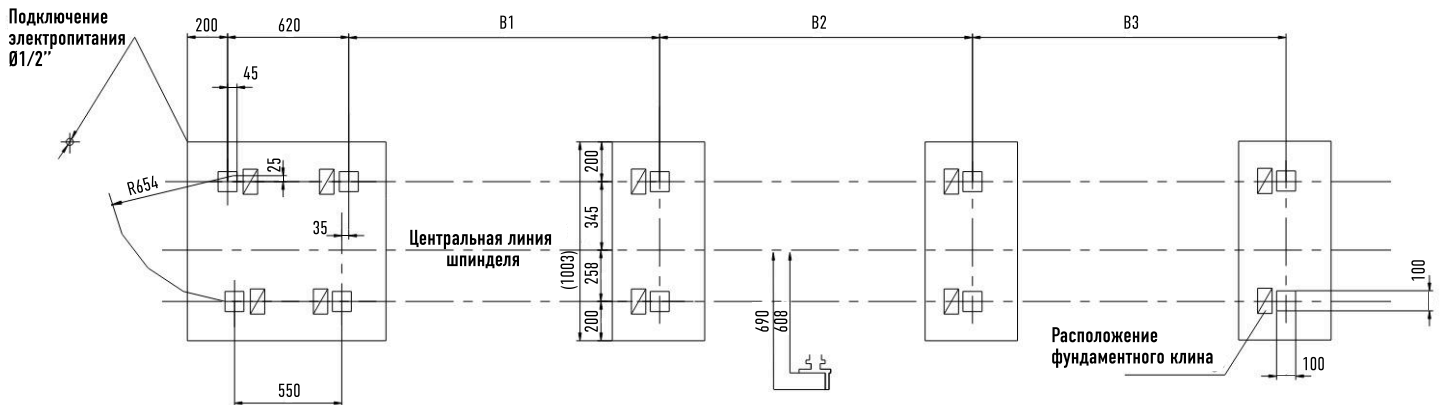 Подключение
электропитания
Ø1/2’’
200
620
B1
B2
B3
45
25
R654
35
Центральная линия
шпинделя
200
345
(1003)
258
200
690
608
100
Расположение
фундаментного клина
100
550